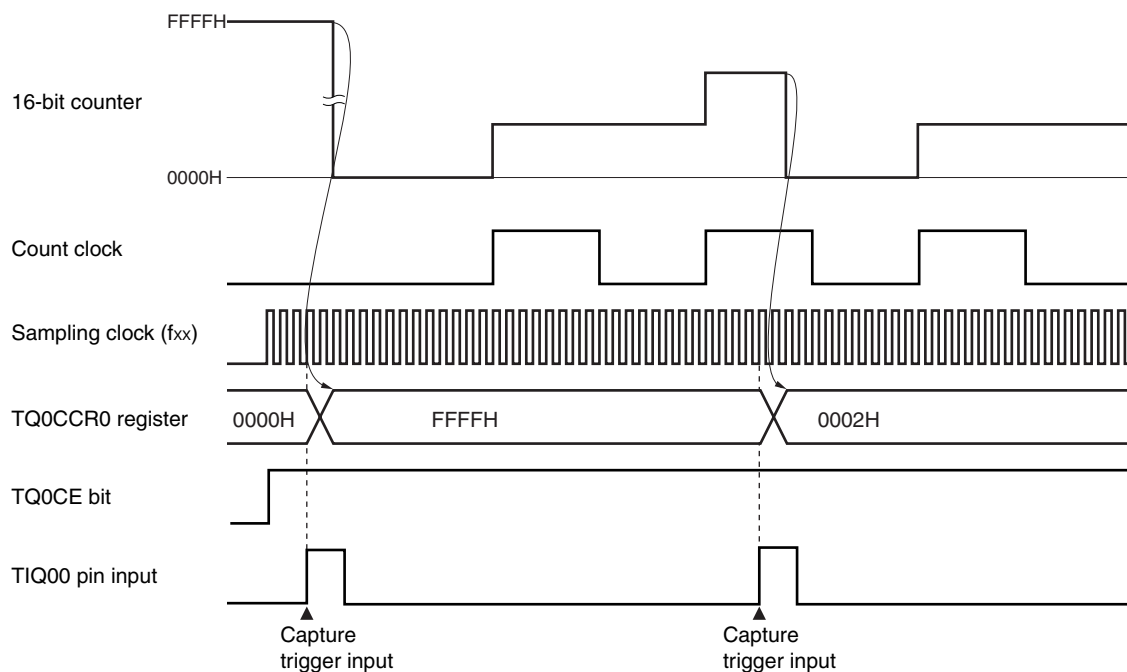 FFFFH
16-bit counter
0000H
Count clock
Sampling clock (fxx)
TQ0CCR0 register
0000H
FFFFH
0002H
TQ0CE bit
TIQ00 pin input
Capture
trigger input
Capture
trigger input